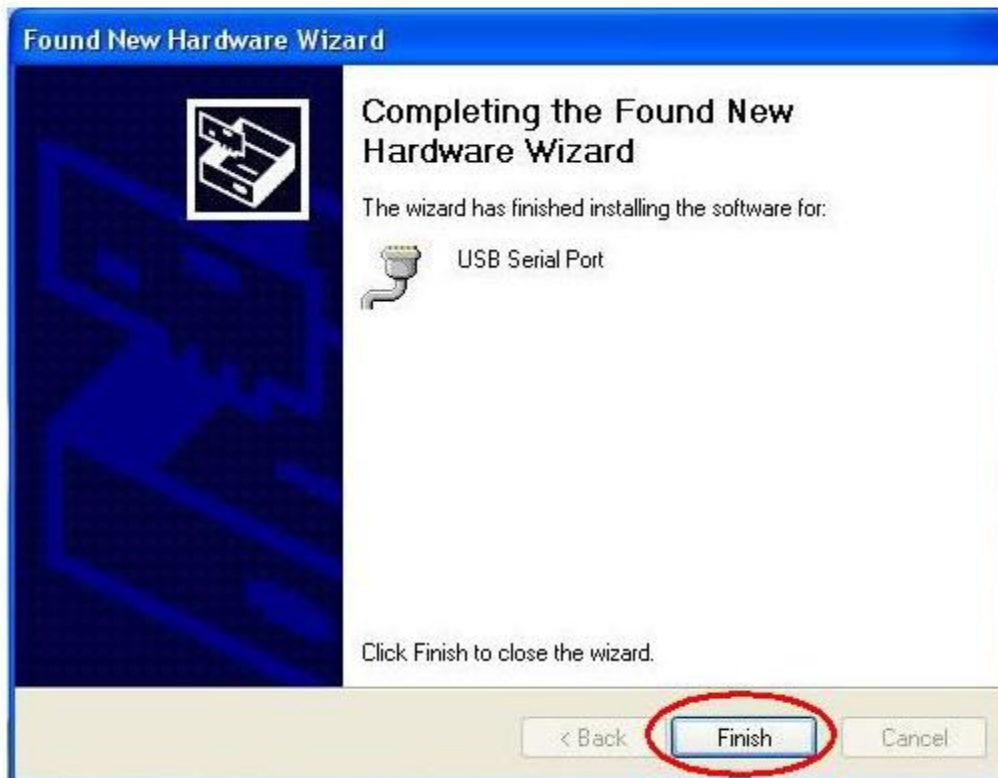 Found New Hardware Wizard
Completing the Found New
Hardware Wizard
The wizard has finished installing the software for:
USB Serial Port
Click Finish to close the wizard.
< Back
Finish
Cancel